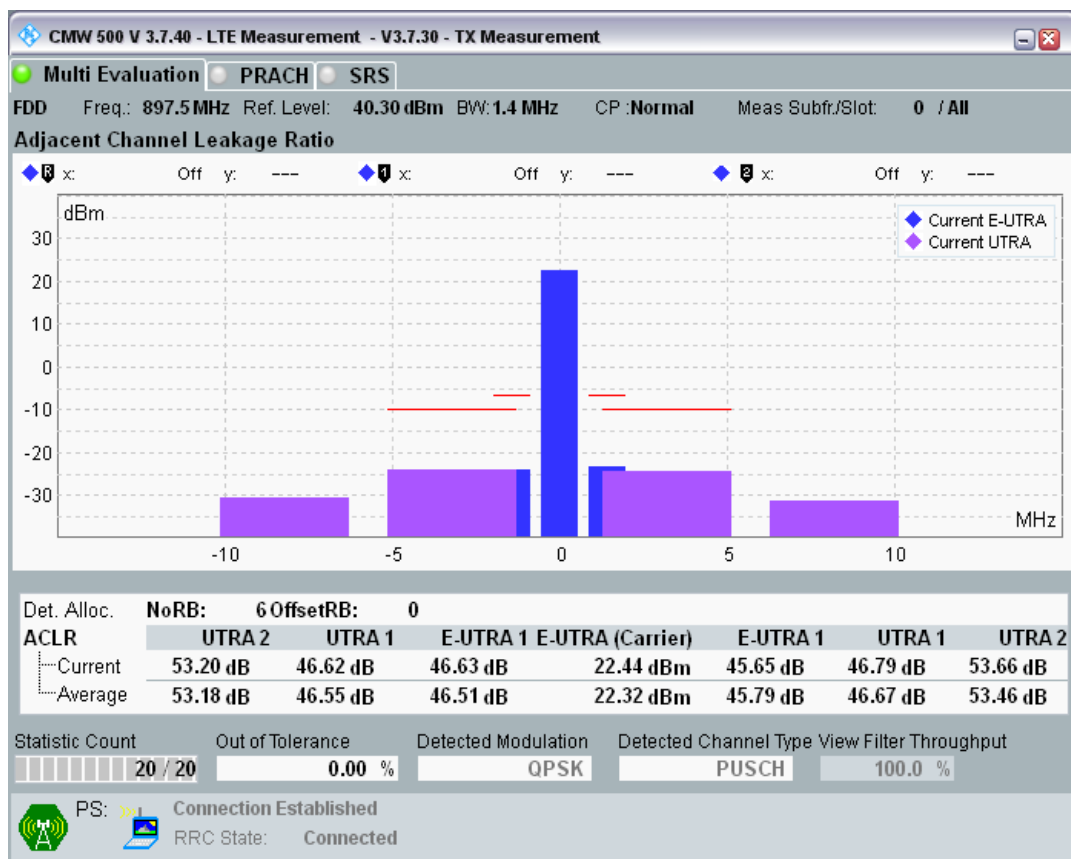 CMW 500 V 3.7.40 - LTE Measurement - V3.7.30 - TX Measurement
Multi Evaluation PRACH SRS
FDD Freq.: 897.5 MHz Ref. Level: 40.30 dBm BW: 1.4 MHz CP :Normal Meas Subfr./Slot: 0 / All
Adjacent Channel Leakage Ratio
R x: Off y: --- 1 x: Off y: --- 2 x: Off y: ---
dBm
Current E-UTRA
Current UTRA
30
20
10
0
-10
-20
-30
MHz
-10 -5 0 5 10
Det. Alloc. NoRB: 6 OffsetRB: 0
ACLR UTRA 2 UTRA 1 E-UTRA 1 E-UTRA (Carrier) E-UTRA 1 UTRA 1 UTRA 2
Current 53.20 dB 46.62 dB 46.63 dB 22.44 dBm 45.65 dB 46.79 dB 53.66 dB
Average 53.18 dB 46.55 dB 46.51 dB 22.32 dBm 45.79 dB 46.67 dB 53.46 dB
Statistic Count Out of Tolerance Detected Modulation Detected Channel Type View Filter Throughput
20 / 20 0.00 % QPSK PUSCH 100.0 %
PS: Connection Established
RRC State: Connected